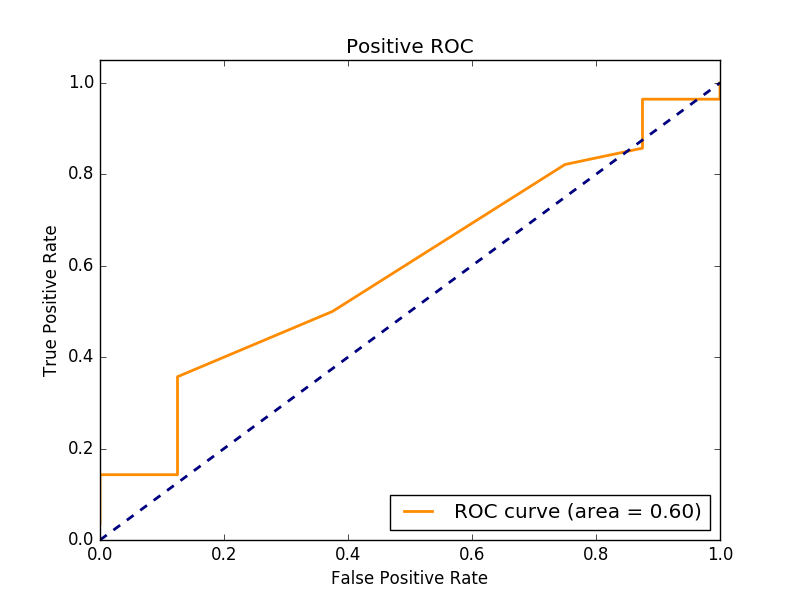 Positive ROC
1.0
0.8
0.6
0.4
0.2
0.0
True Positive Rate
ROC curve (area = 0.60)
0.0 0.2 0.4 0.6 0.8 1.0
False Positive Rate